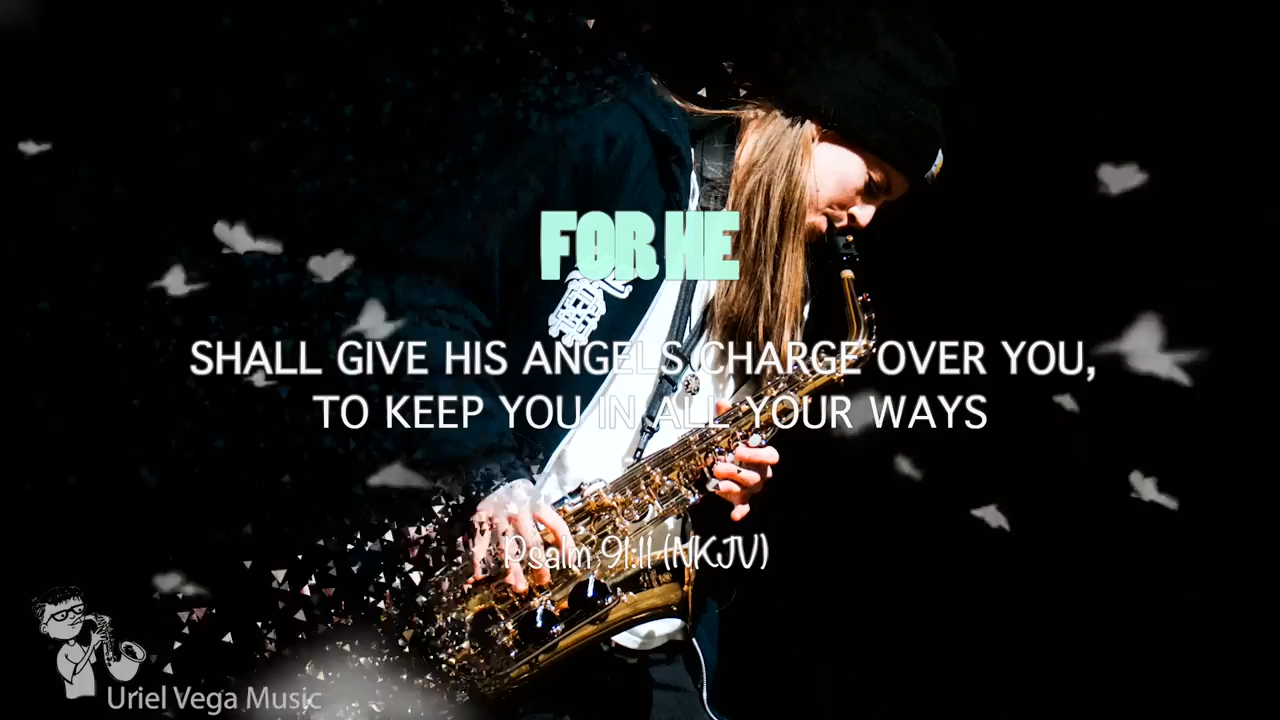 FOR HE
SHALL GIVE HIS ANGELS CHARGE OVER YOU,
TO KEEP YOU IN ALL YOUR WAYS
Psalm 91:11 (NKJV)
Uriel Vega Music